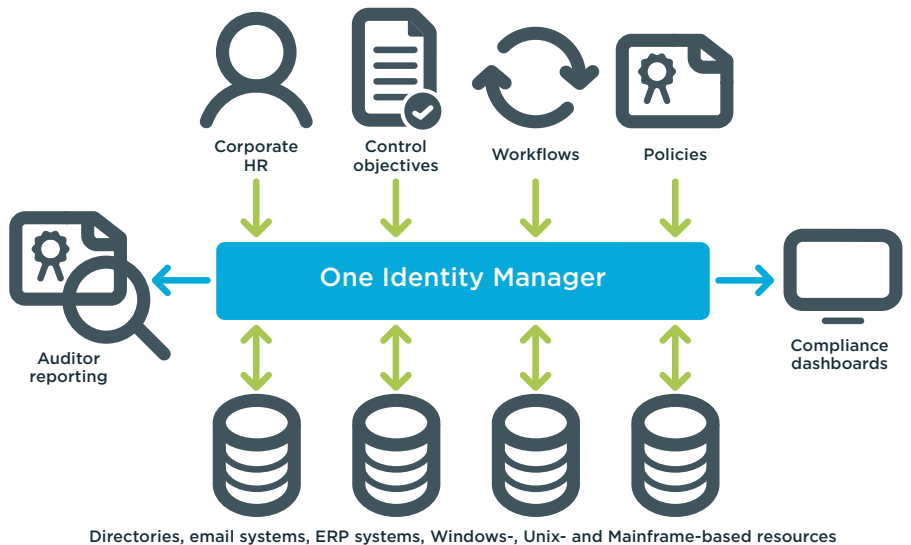 Corporate
HR
Control
objectives
Workflows
Policies
One Identity Manager
Auditor
reporting
Compliance
dashboards
Directories, email systems, ERP systems, Windows-, Unix- and Mainframe-based resources